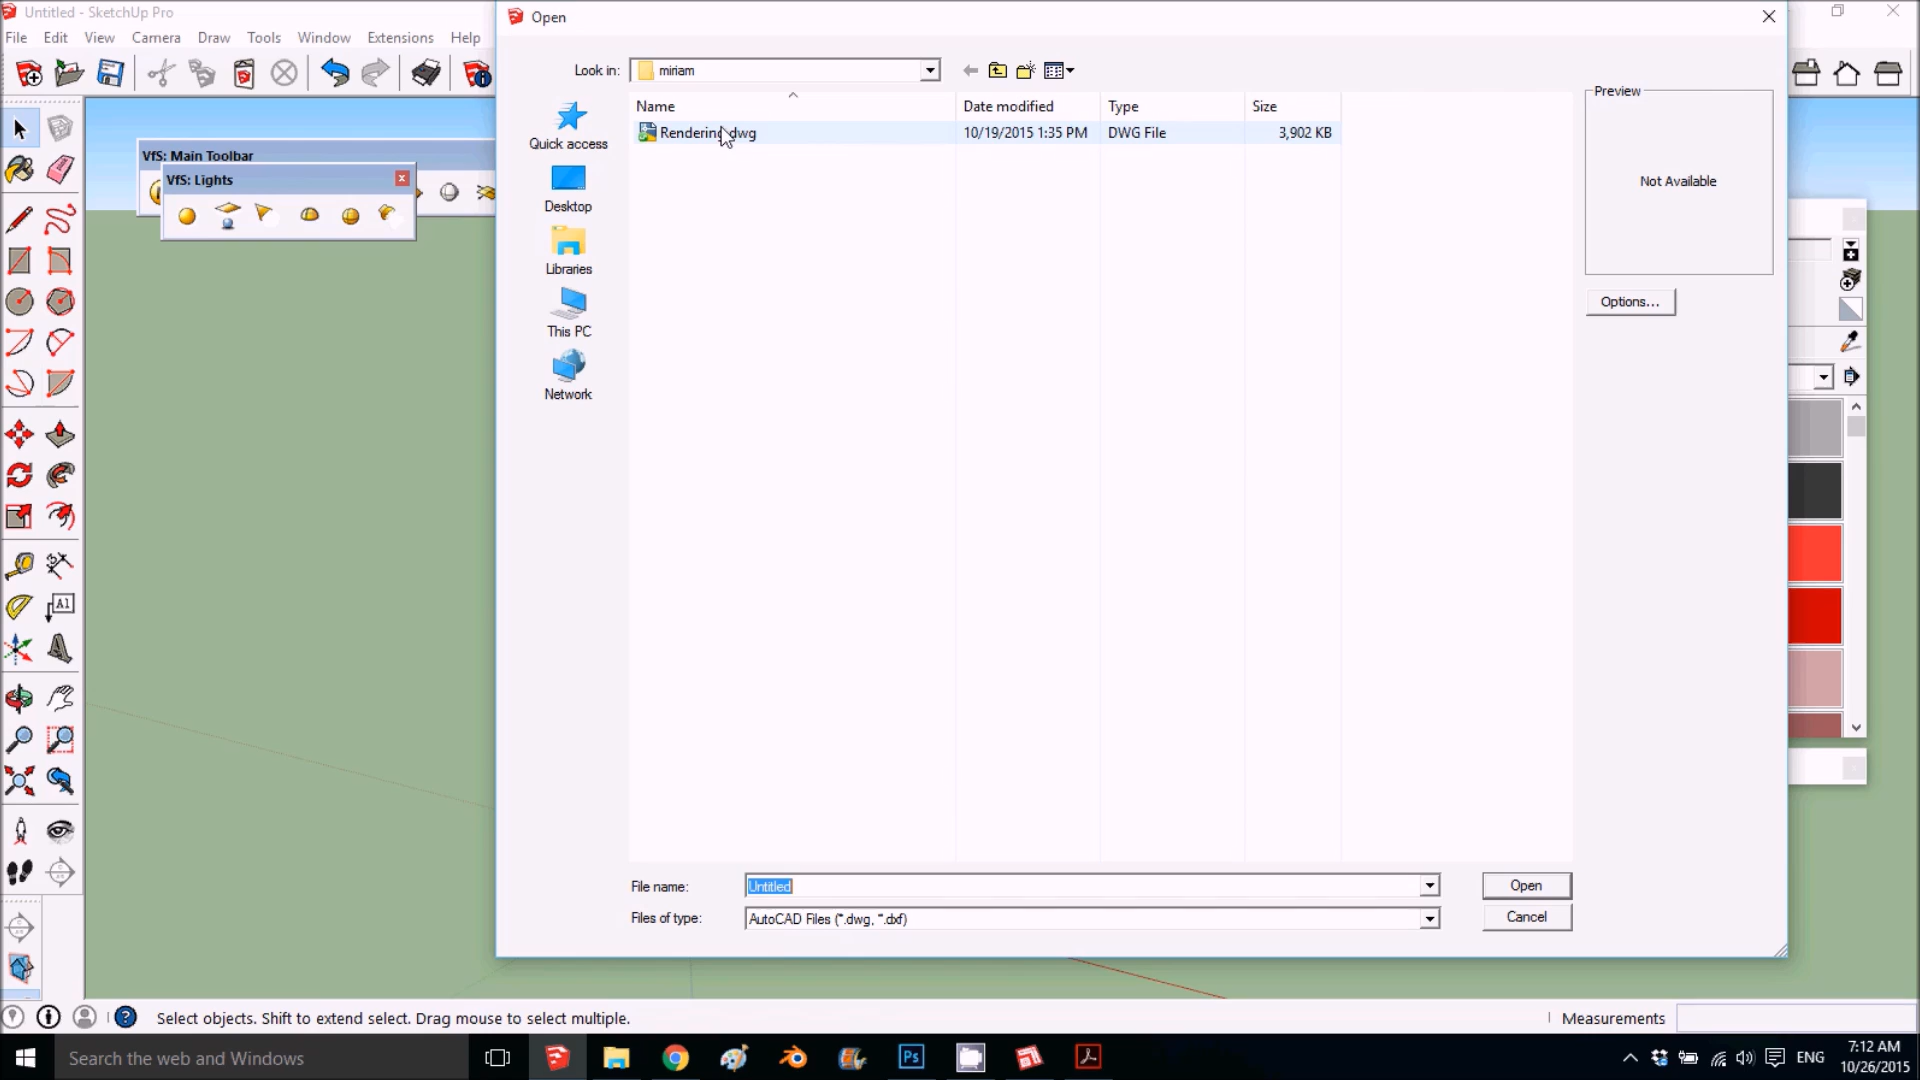 Untitled - SketchUp Pro
File Edit View Camera Draw Tools Window Extensions Help
Open
Look in: miriam
Name Date modified Type Size
Rendering.dwg 10/19/2015 1:35 PM DWG File 3,902 KB
Quick access
Desktop
Libraries
This PC
Network
Preview
Not Available
Options...
VfS: Main Toolbar
VfS: Lights
A1
File name: Untitled
Open
Files of type: AutoCAD Files (*.dwg, *.dxf)
Cancel
Select objects. Shift to extend select. Drag mouse to select multiple.
Measurements
Search the web and Windows
Ps
ENG
7:12 AM
10/26/2015